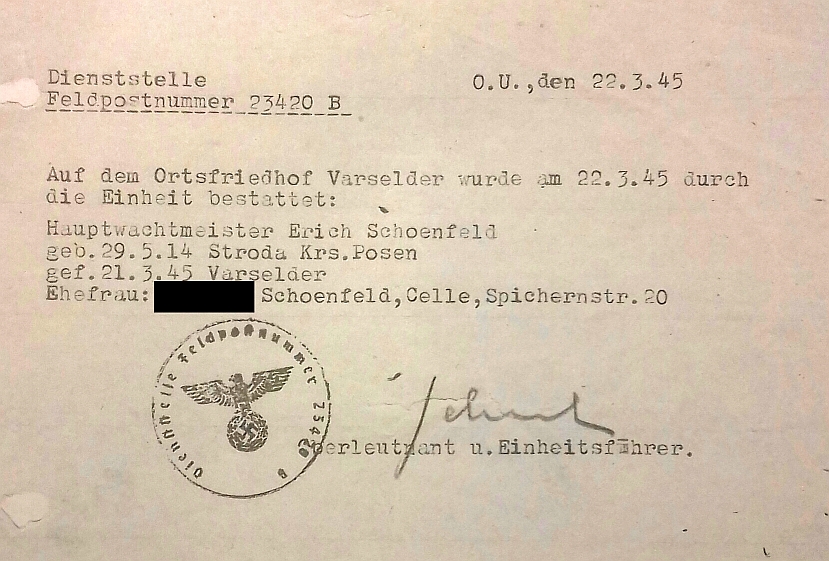 Dienststelle
O.U.,den 22.3.45
Feldpostnummer 23420 B
Auf dem Ortsfriedhof Varselder wurde am 22.3.45 durch
die Einheit bestattet:
Hauptwachtmeister Erich Schoenfeld
geb.29.5.14 Stroda Krs.Posen
gef.21.3.45 Varselder
Ehefrau: Schoenfeld,Celle,Spichernstr.20
Dienststelle Feldpostnummer 23420 B
Oberleutnant u.Einheitsführer.